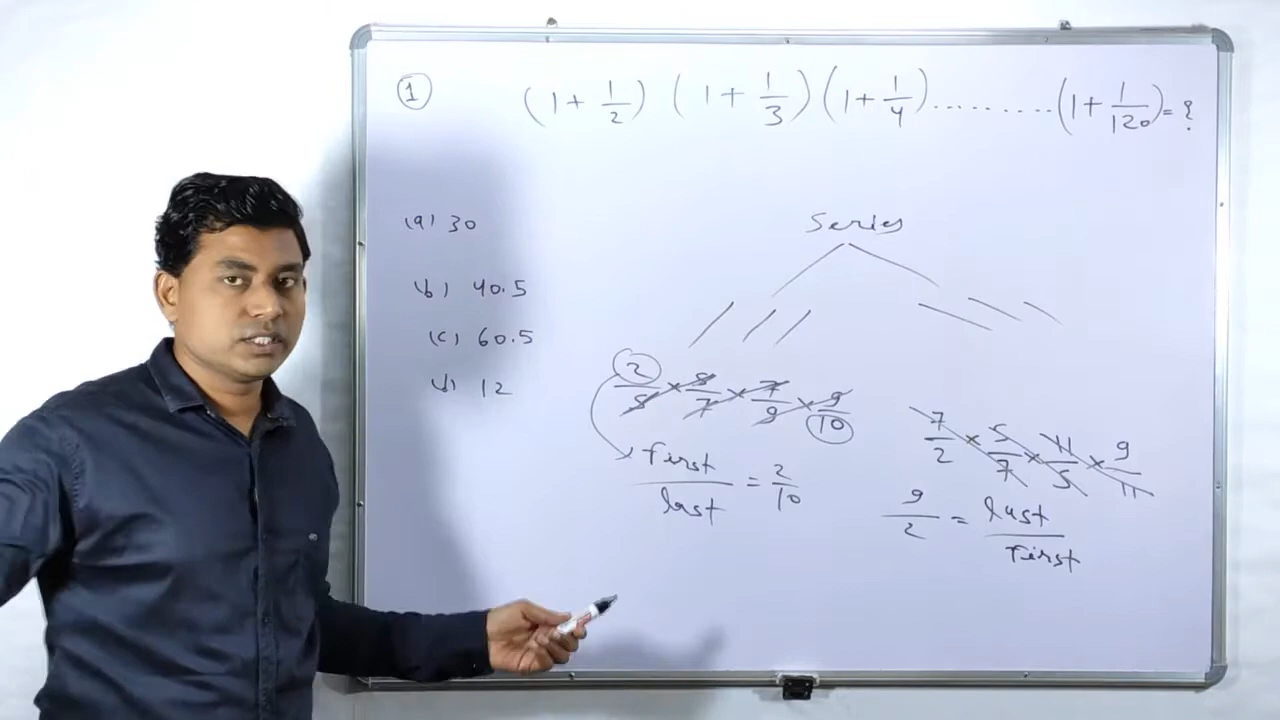 ① (1 + 1/2) (1 + 1/3) (1 + 1/4) .......... (1 + 1/120) = ?
(a) 30
(b) 40.5
(c) 60.5
(d) 12
Series
2/5 × 5/7 × 7/9 × 9/10
first/last = 2/10
7/2 × 5/7 × 11/5 × 9/11
9/2 = last/First